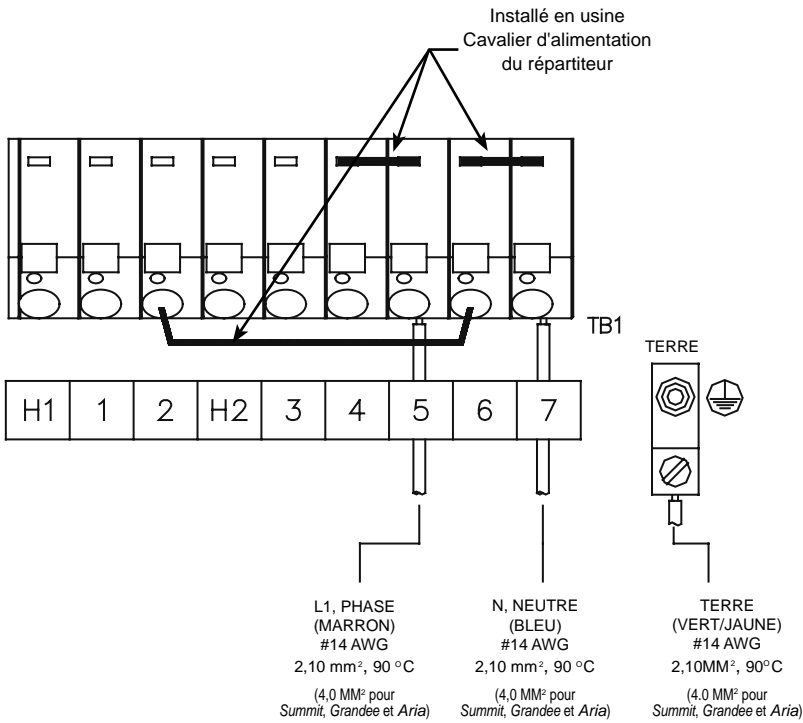 Installé en usine
Cavalier d'alimentation
du répartiteur
TB1
TERRE
H1 1 2 H2 3 4 5 6 7
L1, PHASE
(MARRON)
#14 AWG
2,10 mm², 90 °C
(4,0 MM² pour
Summit, Grandee et Aria)
N, NEUTRE
(BLEU)
#14 AWG
2,10 mm², 90 °C
(4,0 MM² pour
Summit, Grandee et Aria)
TERRE
(VERT/JAUNE)
#14 AWG
2,10MM², 90°C
(4.0 MM² pour
Summit, Grandee et Aria)